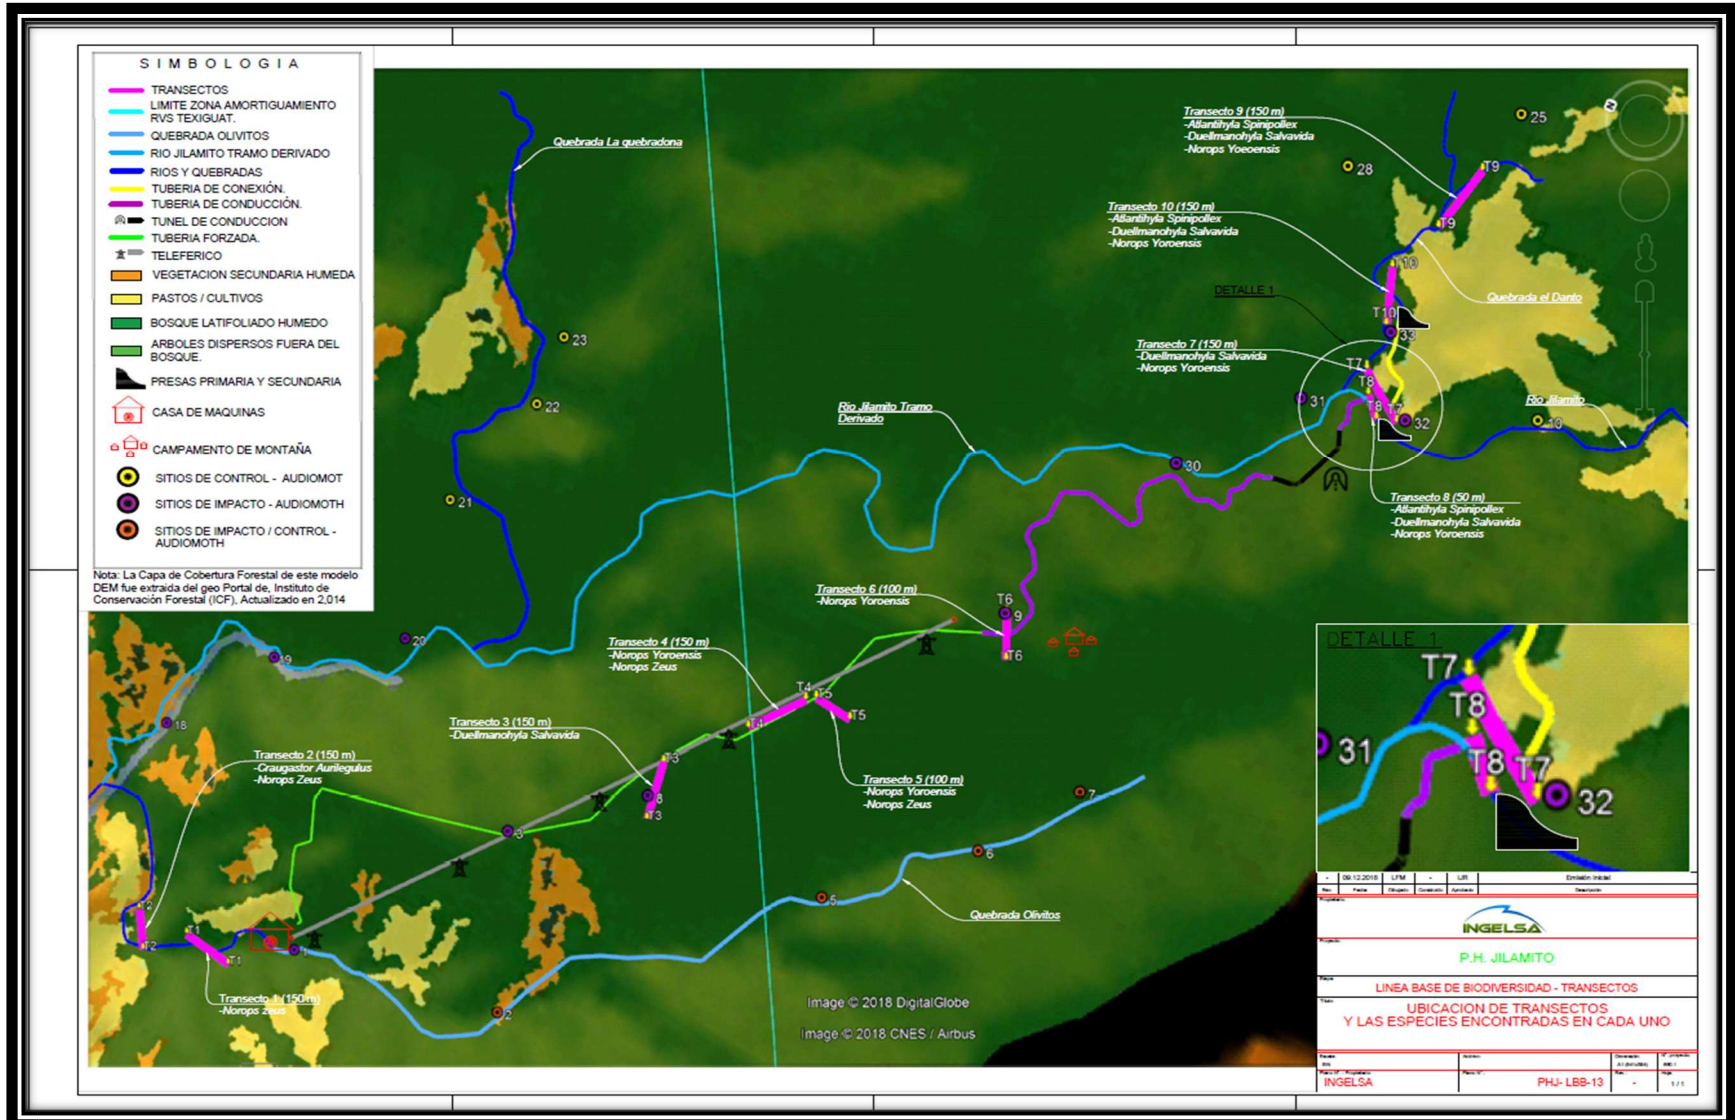 SIMBOLOGIA
TRANSECTOS
LIMITE ZONA AMORTIGUAMIENTO
RVS TEXIGUAT.
QUEBRADA OLIVITOS
RIO JILAMITO TRAMO DERIVADO
RIOS Y QUEBRADAS
TUBERIA DE CONEXIÓN.
TUBERIA DE CONDUCCIÓN.
TUNEL DE CONDUCCION
TUBERIA FORZADA.
TELEFERICO
VEGETACION SECUNDARIA HUMEDA
PASTOS / CULTIVOS
BOSQUE LATIFOLIADO HUMEDO
ARBOLES DISPERSOS FUERA DEL
BOSQUE.
PRESAS PRIMARIA Y SECUNDARIA
CASA DE MAQUINAS
CAMPAMENTO DE MONTAÑA
SITIOS DE CONTROL - AUDIOMOT
SITIOS DE IMPACTO - AUDIOMOTH
SITIOS DE IMPACTO / CONTROL -
AUDIOMOTH
Nota: La Capa de Cobertura Forestal de este modelo
DEM fue extraida del geo Portal de, Instituto de
Conservación Forestal (ICF), Actualizado en 2,014
Quebrada La quebradona
Transecto 9 (150 m)
-Atlantihyla Spinipollex
-Duellmanohyla Salvavida
-Norops Yoeoensis
N
25
28
T9
T9
Transecto 10 (150 m)
-Atlantihyla Spinipollex
-Duellmanohyla Salvavida
-Norops Yoroensis
T10
T10
DETALLE 1
Quebrada el Danto
33
Transecto 7 (150 m)
-Duellmanohyla Salvavida
-Norops Yoroensis
T7
T8
T8
T7
31
32
Rio Jilamito
10
23
22
21
Rio Jilamito Tramo
Derivado
30
Transecto 8 (50 m)
-Atlantihyla Spinipollex
-Duellmanohyla Salvavida
-Norops Yoroensis
Transecto 6 (100 m)
-Norops Yoroensis
T6
9
T6
20
19
18
Transecto 4 (150 m)
-Norops Yoroensis
-Norops Zeus
T4
T5
T4
T5
Transecto 3 (150 m)
-Duellmanohyla Salvavida
T3
8
T3
3
Transecto 2 (150 m)
-Craugastor Aurilegulus
-Norops Zeus
Transecto 5 (100 m)
-Norops Yoroensis
-Norops Zeus
7
6
5
Quebrada Olivitos
T2
T2
T1
T1
1
2
Transecto 1 (150 m)
-Norops zeus
Image © 2018 DigitalGlobe
Image © 2018 CNES / Airbus
DETALLE 1
T7
T8
T8
T7
31
32
- 09.12.2018 LFM - UR Emisión Inicial
INGELSA
P.H. JILAMITO
LINEA BASE DE BIODIVERSIDAD - TRANSECTOS
UBICACION DE TRANSECTOS
Y LAS ESPECIES ENCONTRADAS EN CADA UNO
INGELSA
PHJ- LBB-13
-
1 / 1